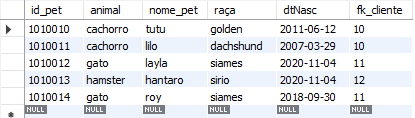 id_pet animal nome_pet raça dtNasc fk_cliente
1010010 cachorro tutu golden 2011-06-12 10
1010011 cachorro lilo dachshund 2007-03-29 10
1010012 gato layla siames 2020-11-04 11
1010013 hamster hantaro sirio 2020-11-04 12
1010014 gato roy siames 2018-09-30 11
NULL NULL NULL NULL NULL NULL